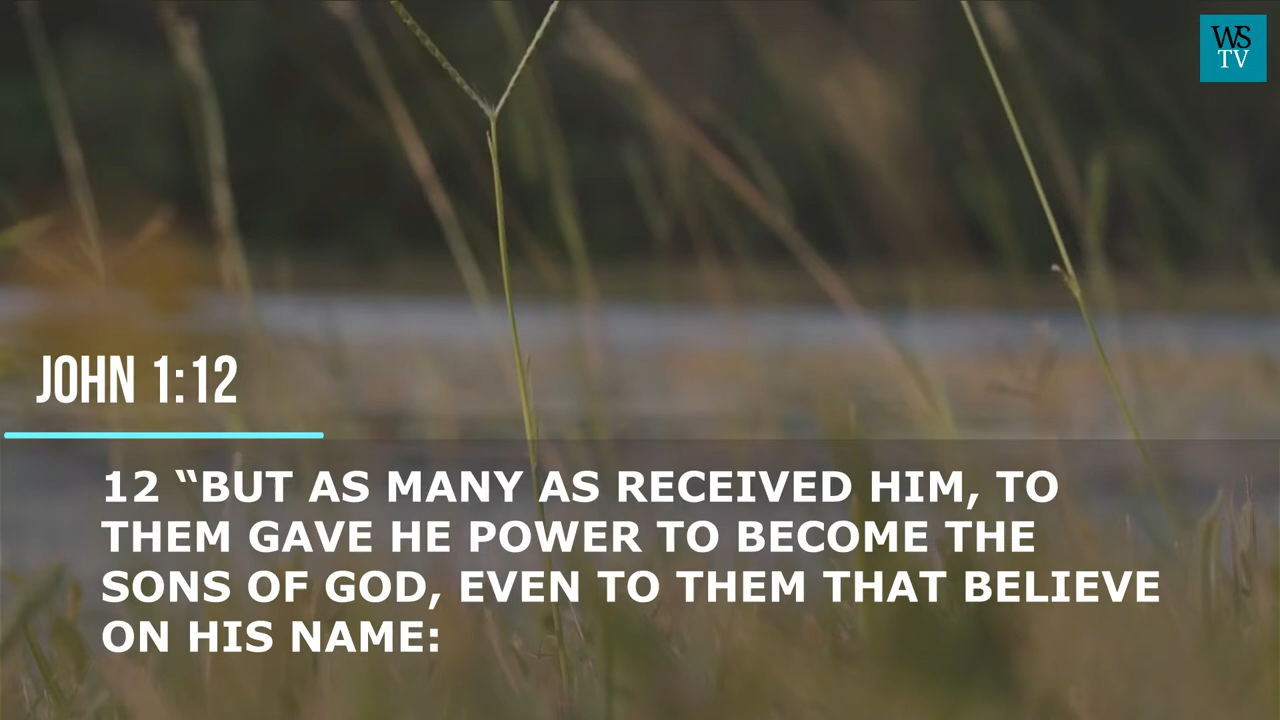 WS
TV
JOHN 1:12
12 “BUT AS MANY AS RECEIVED HIM, TO
THEM GAVE HE POWER TO BECOME THE
SONS OF GOD, EVEN TO THEM THAT BELIEVE
ON HIS NAME: